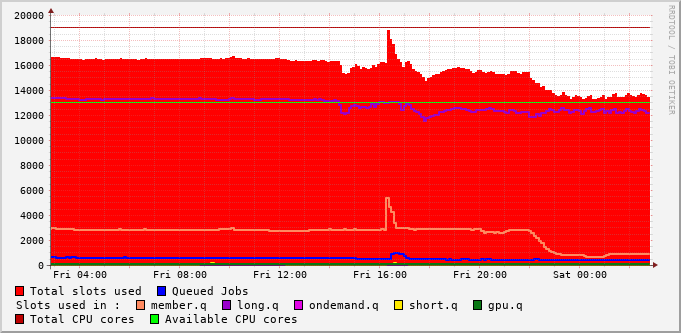 RRDTOOL / TOBI OETIKER
20000
18000
16000
14000
12000
10000
8000
6000
4000
2000
0
Fri 04:00 Fri 08:00 Fri 12:00 Fri 16:00 Fri 20:00 Sat 00:00
Total slots used Queued Jobs
Slots used in : member.q long.q ondemand.q short.q gpu.q
Total CPU cores Available CPU cores